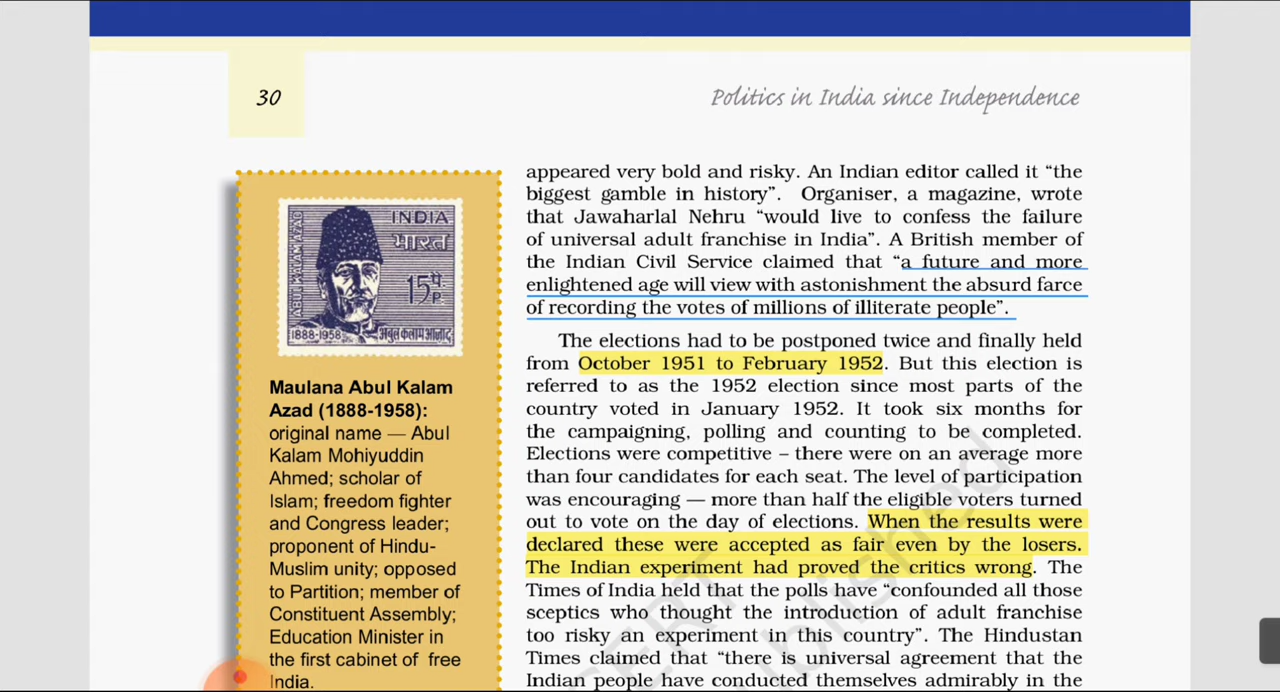 30
Politics in India since Independence
INDIA
भारत
ABUL KALAM AZAD
15 पै.
P.
1888-1958
अबुल कलाम आज़ाद
Maulana Abul Kalam
Azad (1888-1958):
original name — Abul
Kalam Mohiyuddin
Ahmed; scholar of
Islam; freedom fighter
and Congress leader;
proponent of Hindu-
Muslim unity; opposed
to Partition; member of
Constituent Assembly;
Education Minister in
the first cabinet of free
India.
appeared very bold and risky. An Indian editor called it “the
biggest gamble in history”. Organiser, a magazine, wrote
that Jawaharlal Nehru “would live to confess the failure
of universal adult franchise in India”. A British member of
the Indian Civil Service claimed that “a future and more
enlightened age will view with astonishment the absurd farce
of recording the votes of millions of illiterate people”.
The elections had to be postponed twice and finally held
from October 1951 to February 1952. But this election is
referred to as the 1952 election since most parts of the
country voted in January 1952. It took six months for
the campaigning, polling and counting to be completed.
Elections were competitive – there were on an average more
than four candidates for each seat. The level of participation
was encouraging — more than half the eligible voters turned
out to vote on the day of elections. When the results were
declared these were accepted as fair even by the losers.
The Indian experiment had proved the critics wrong. The
Times of India held that the polls have “confounded all those
sceptics who thought the introduction of adult franchise
too risky an experiment in this country”. The Hindustan
Times claimed that “there is universal agreement that the
Indian people have conducted themselves admirably in the